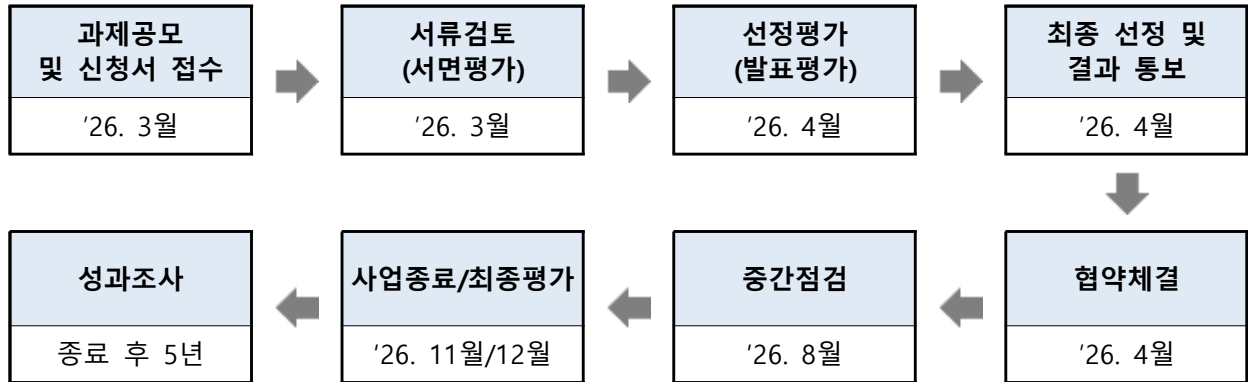 과제공모
및 신청서 접수
'26. 3월
서류검토
(서면평가)
'26. 3월
선정평가
(발표평가)
'26. 4월
최종 선정 및
결과 통보
'26. 4월
협약체결
'26. 4월
중간점검
'26. 8월
사업종료/최종평가
'26. 11월/12월
성과조사
종료 후 5년